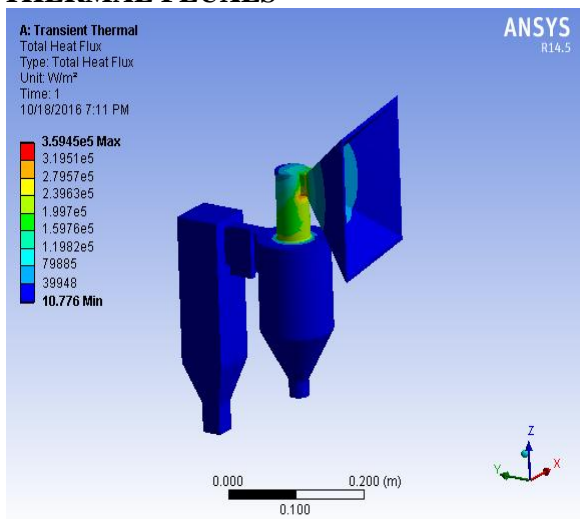 THERMAL FLUXES
A: Transient Thermal
Total Heat Flux
Type: Total Heat Flux
Unit: W/m²
Time: 1
10/18/2016 7:11 PM
3.5945e5 Max
3.1951e5
2.7957e5
2.3963e5
1.997e5
1.5976e5
1.1982e5
79885
39948
10.776 Min
ANSYS
R14.5
Z
Y
X
0.000
0.200 (m)
0.100